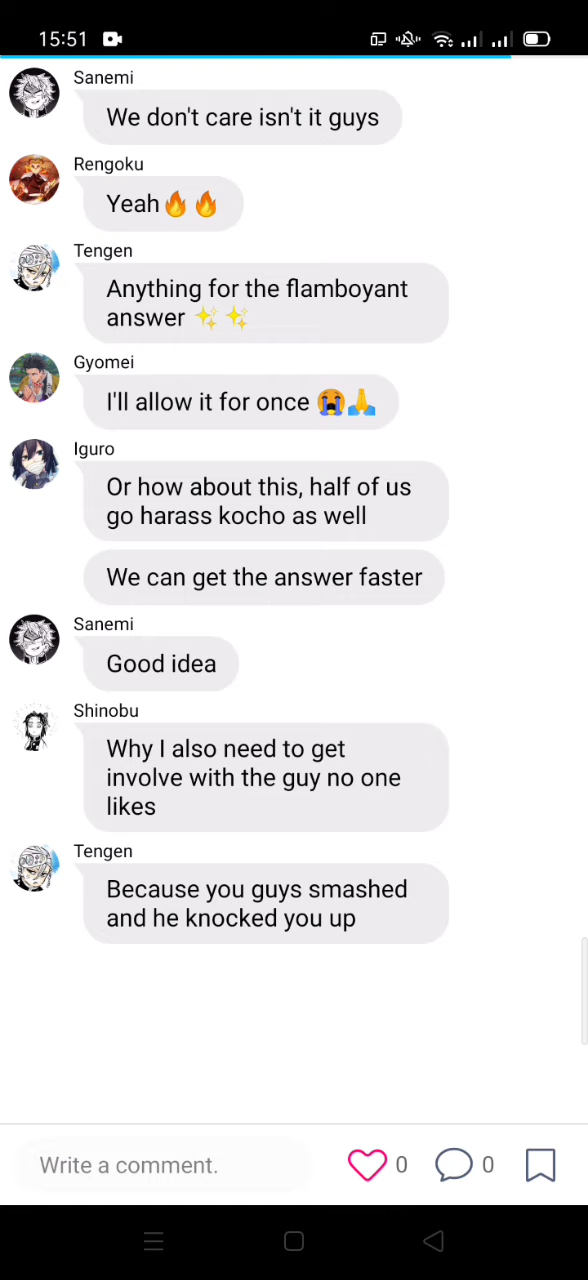 15:51
Sanemi
We don't care isn't it guys
Rengoku
Yeah🔥🔥
Tengen
Anything for the flamboyant
answer ✨✨
Gyomei
I'll allow it for once 😭🙏
Iguro
Or how about this, half of us
go harass kocho as well
We can get the answer faster
Sanemi
Good idea
Shinobu
Why I also need to get
involve with the guy no one
likes
Tengen
Because you guys smashed
and he knocked you up
Write a comment.
0
0